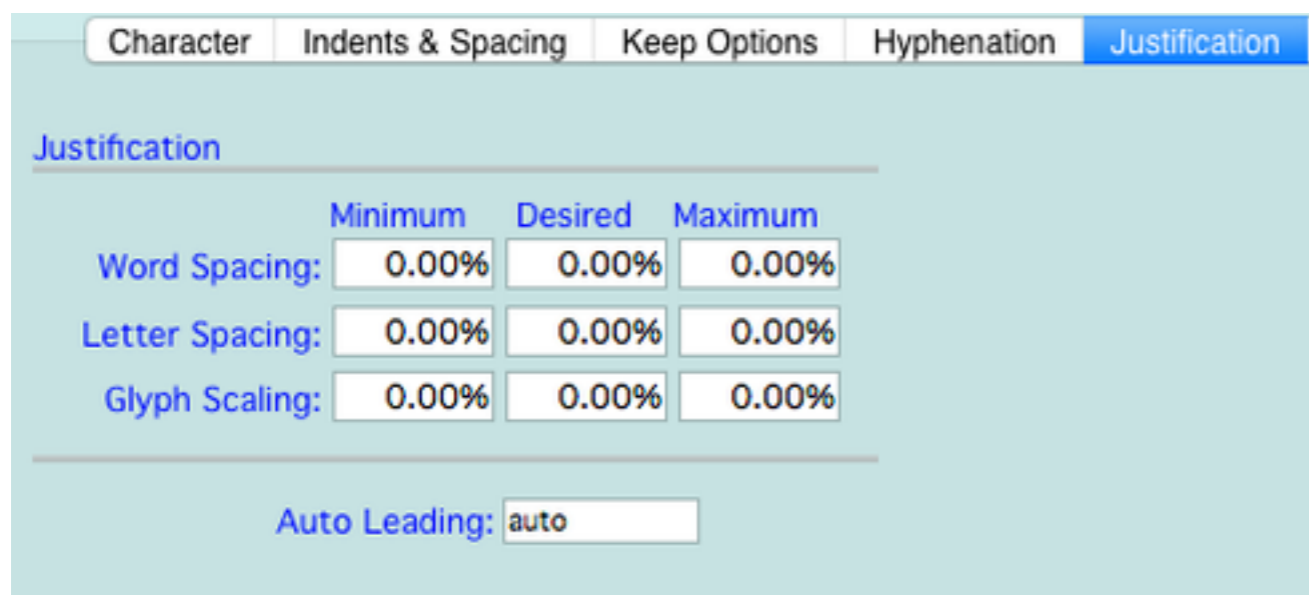 Character Indents & Spacing Keep Options Hyphenation Justification
Justification
Minimum Desired Maximum
Word Spacing: 0.00% 0.00% 0.00%
Letter Spacing: 0.00% 0.00% 0.00%
Glyph Scaling: 0.00% 0.00% 0.00%
Auto Leading: auto